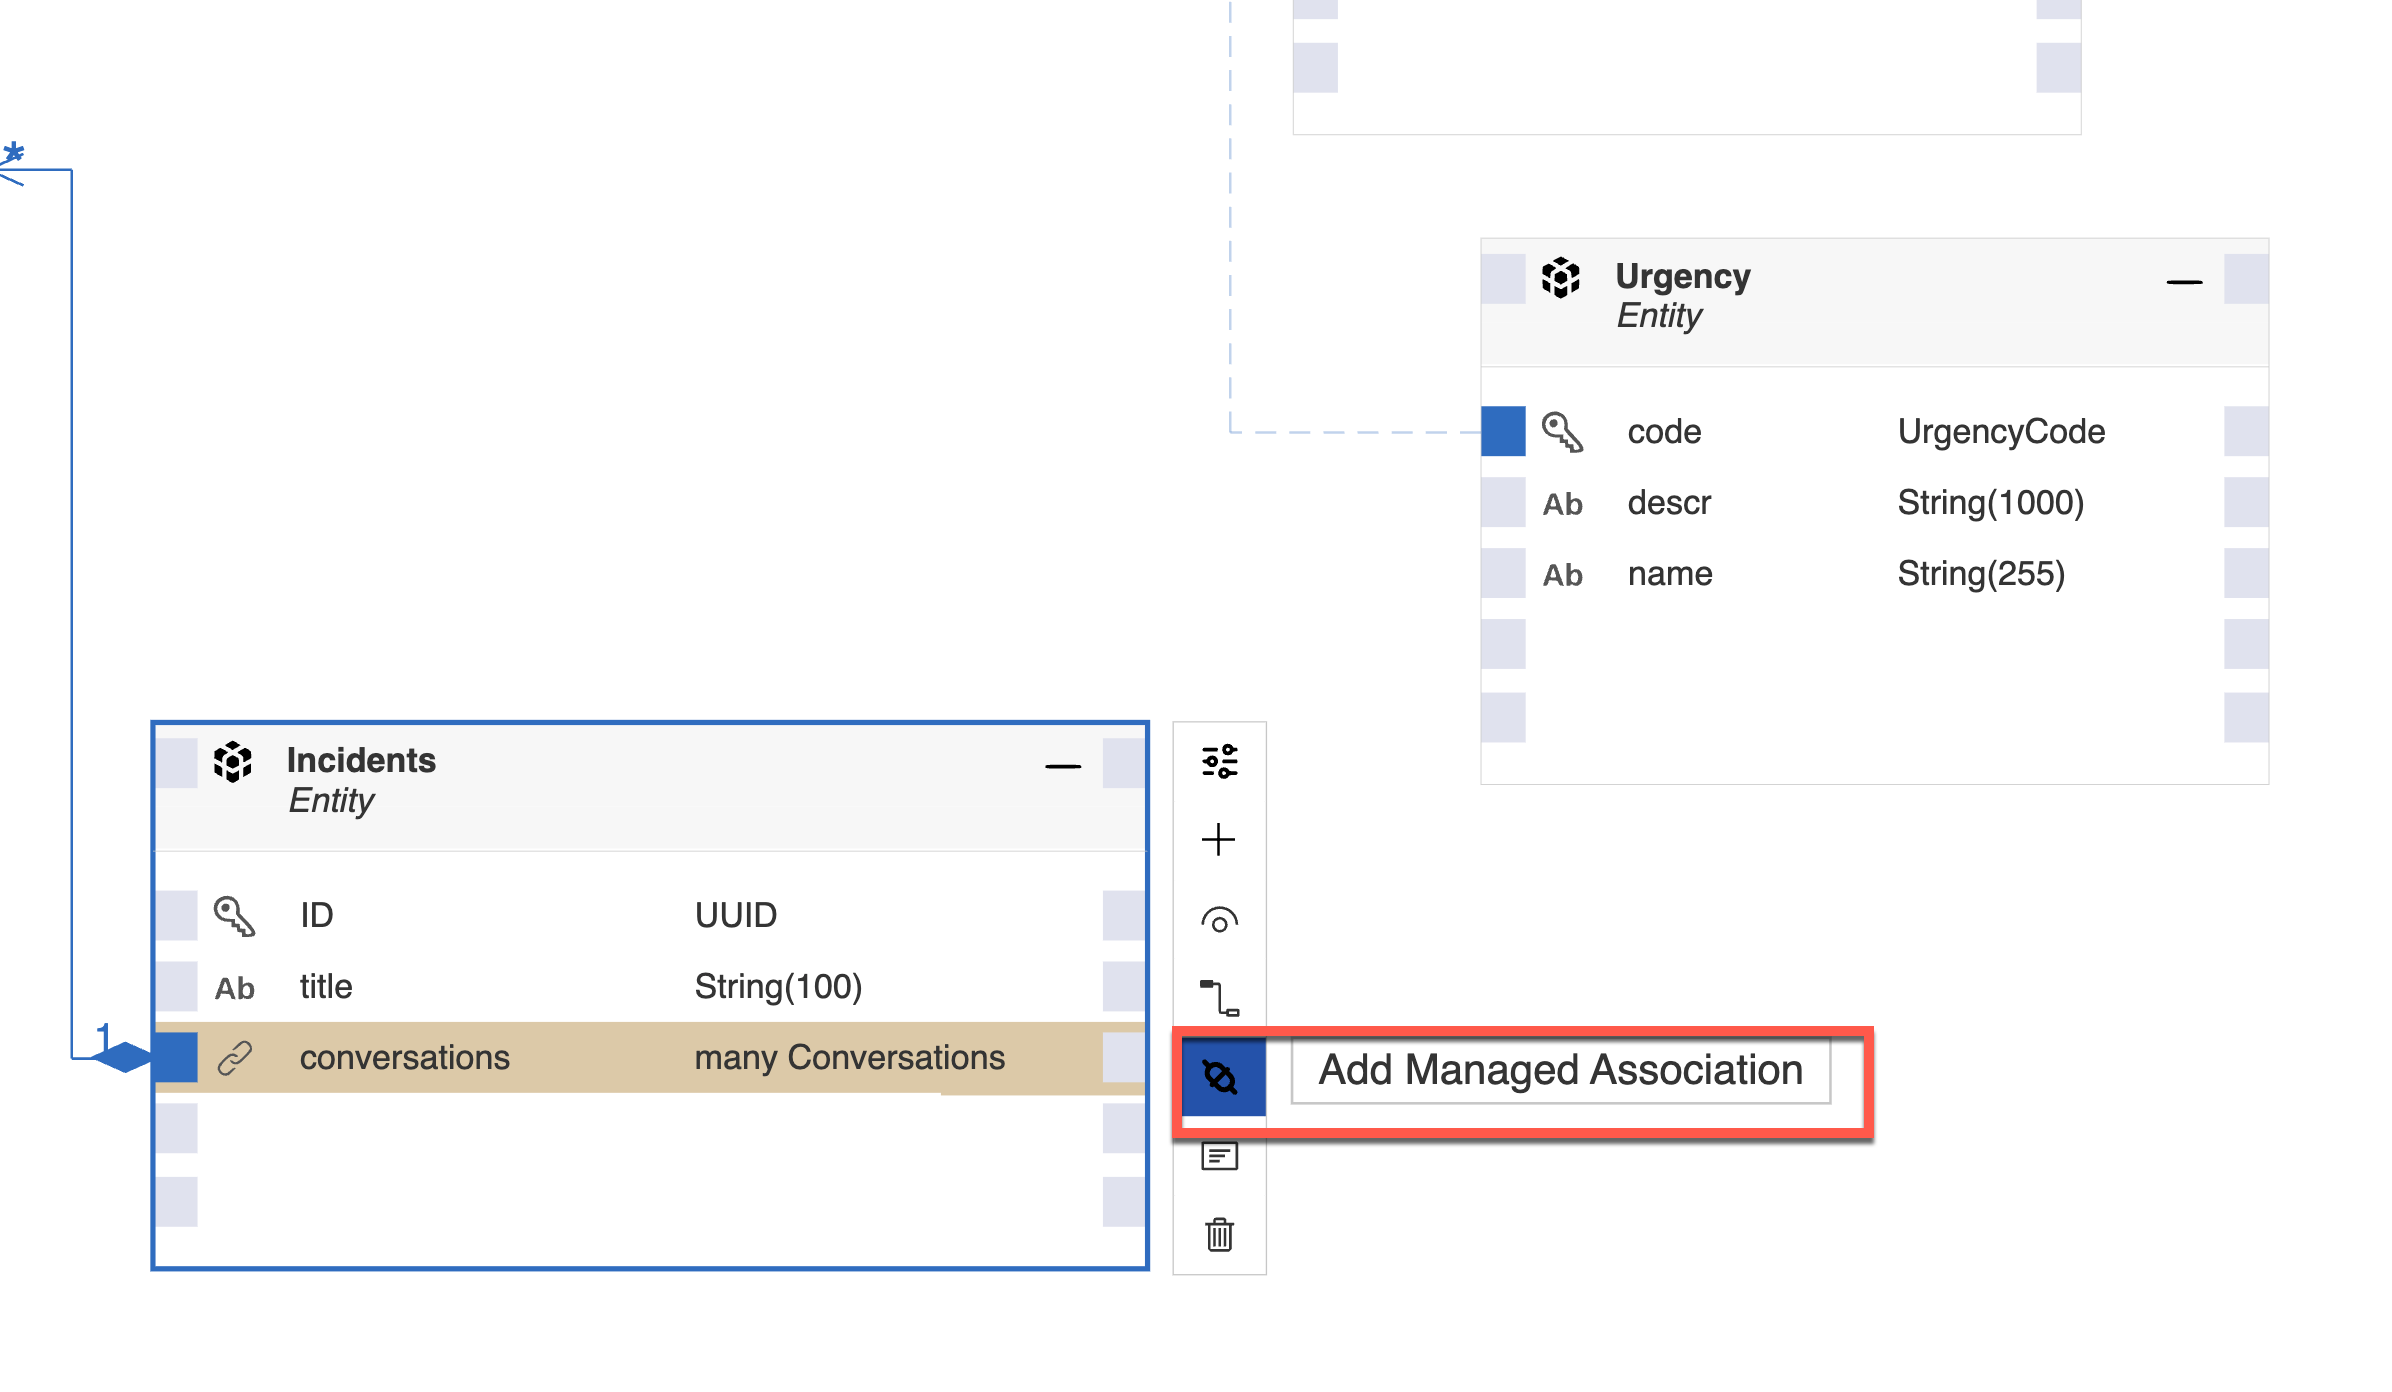 *
Urgency
Entity
code UrgencyCode
Ab descr String(1000)
Ab name String(255)
Incidents
Entity
ID UUID
Ab title String(100)
1 conversations many Conversations
Add Managed Association